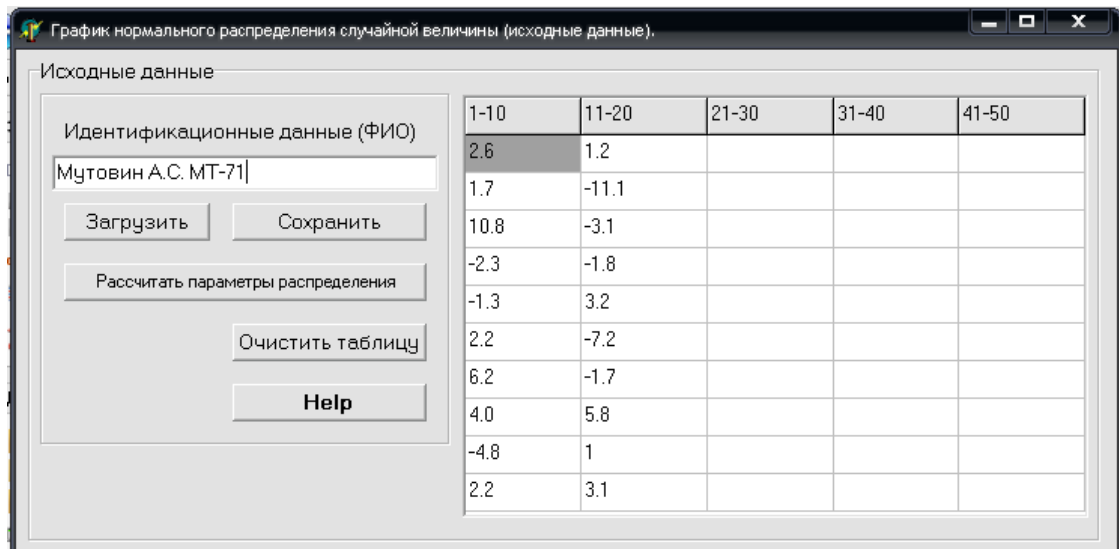 График нормального распределения случайной величины (исходные данные).
Исходные данные
Идентификационные данные (ФИО)
Мутовин А.С. МТ-71
Загрузить Сохранить
Рассчитать параметры распределения
Очистить таблицу
Help
1-10 11-20 21-30 31-40 41-50
2.6 1.2
1.7 -11.1
10.8 -3.1
-2.3 -1.8
-1.3 3.2
2.2 -7.2
6.2 -1.7
4.0 5.8
-4.8 1
2.2 3.1